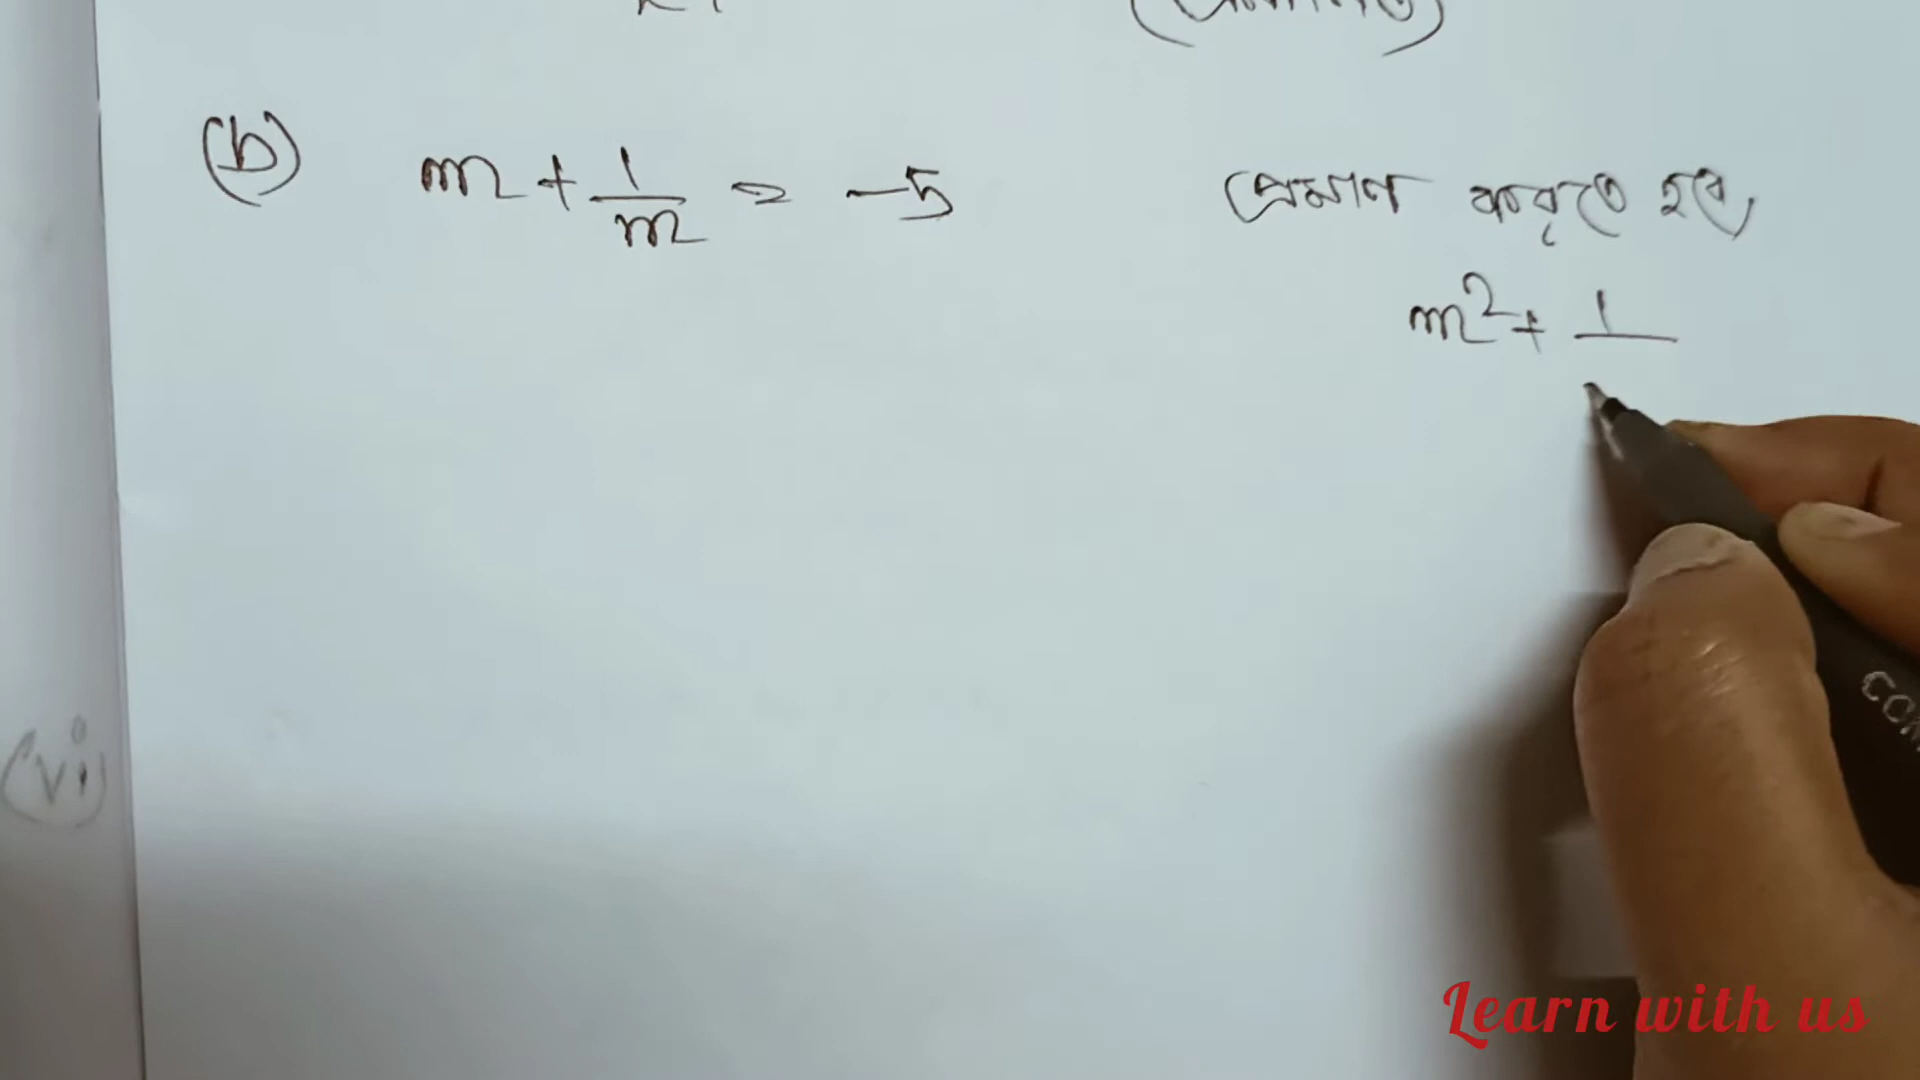 (b) m + 1/m = -5 প্রমাণ করতে হবে,
m² + 1/
(vi)
Learn with us